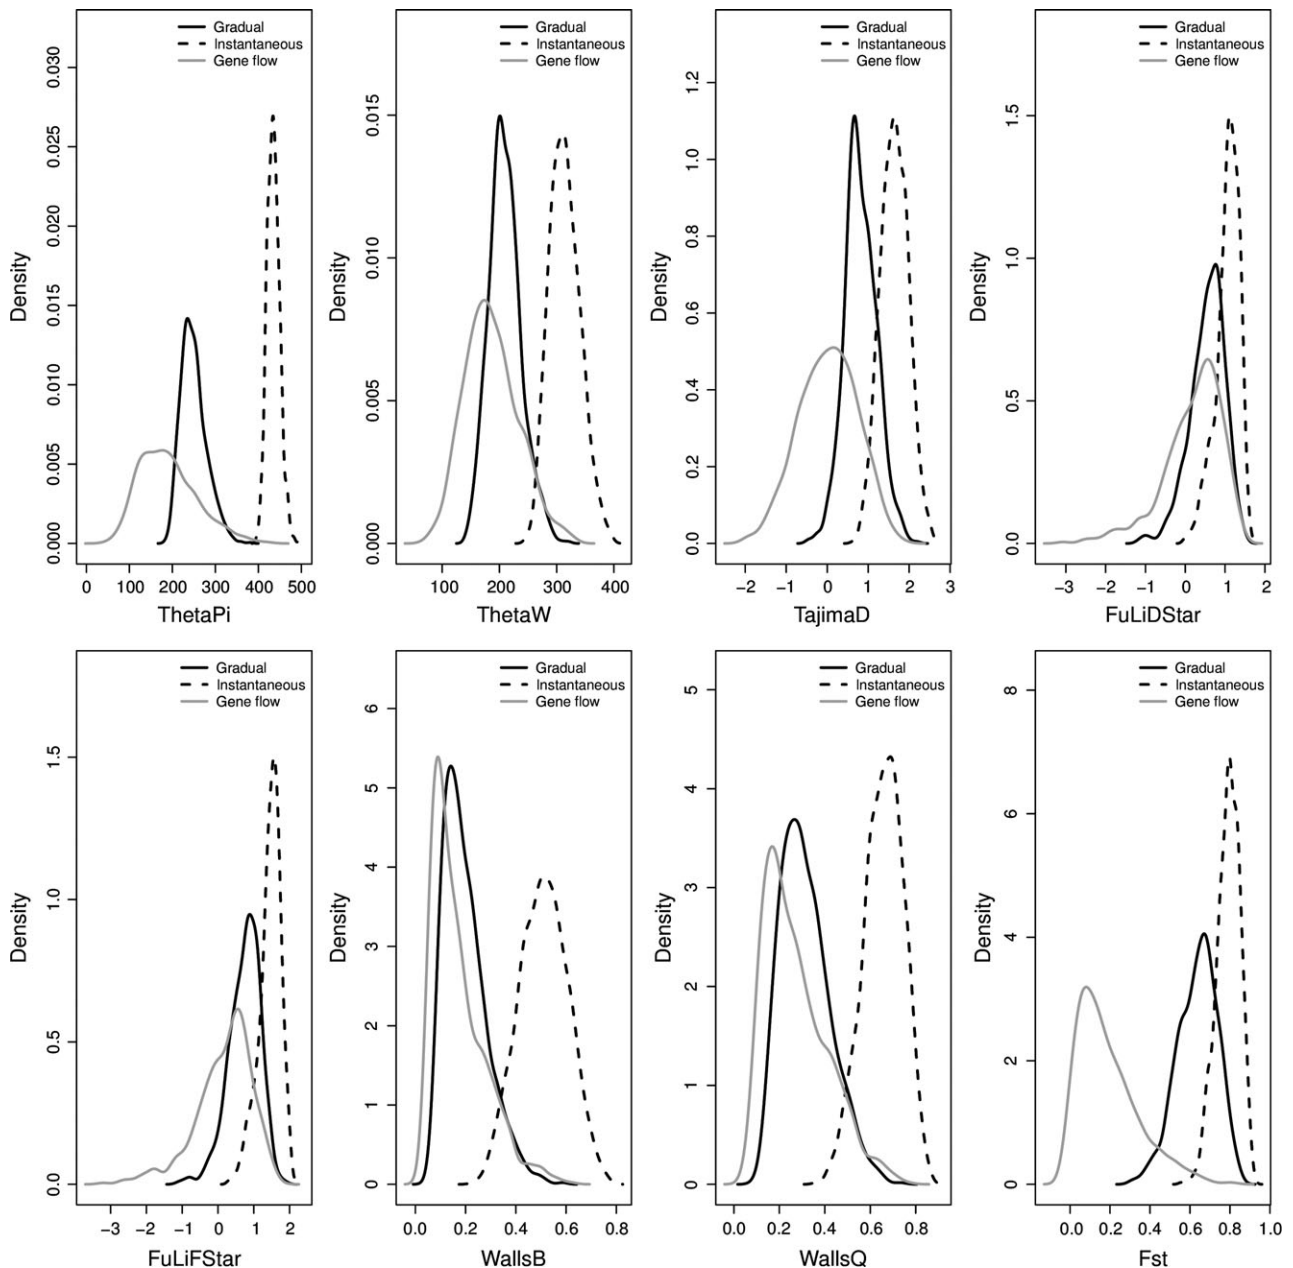 Gradual
Instantaneous
Gene flow
Density
0.000 0.005 0.010 0.015 0.020 0.025 0.030
0 100 200 300 400 500
ThetaPi
Gradual
Instantaneous
Gene flow
Density
0.000 0.005 0.010 0.015
100 200 300 400
ThetaW
Gradual
Instantaneous
Gene flow
Density
0.0 0.2 0.4 0.6 0.8 1.0 1.2
−2 −1 0 1 2 3
TajimaD
Gradual
Instantaneous
Gene flow
Density
0.0 0.5 1.0 1.5
−3 −2 −1 0 1 2
FuLiDStar
Gradual
Instantaneous
Gene flow
Density
0.0 0.5 1.0 1.5
−3 −2 −1 0 1 2
FuLiFStar
Gradual
Instantaneous
Gene flow
Density
0 1 2 3 4 5 6
0.0 0.2 0.4 0.6 0.8
WallsB
Gradual
Instantaneous
Gene flow
Density
0 1 2 3 4 5
0.0 0.2 0.4 0.6 0.8
WallsQ
Gradual
Instantaneous
Gene flow
Density
0 2 4 6 8
0.0 0.2 0.4 0.6 0.8 1.0
Fst